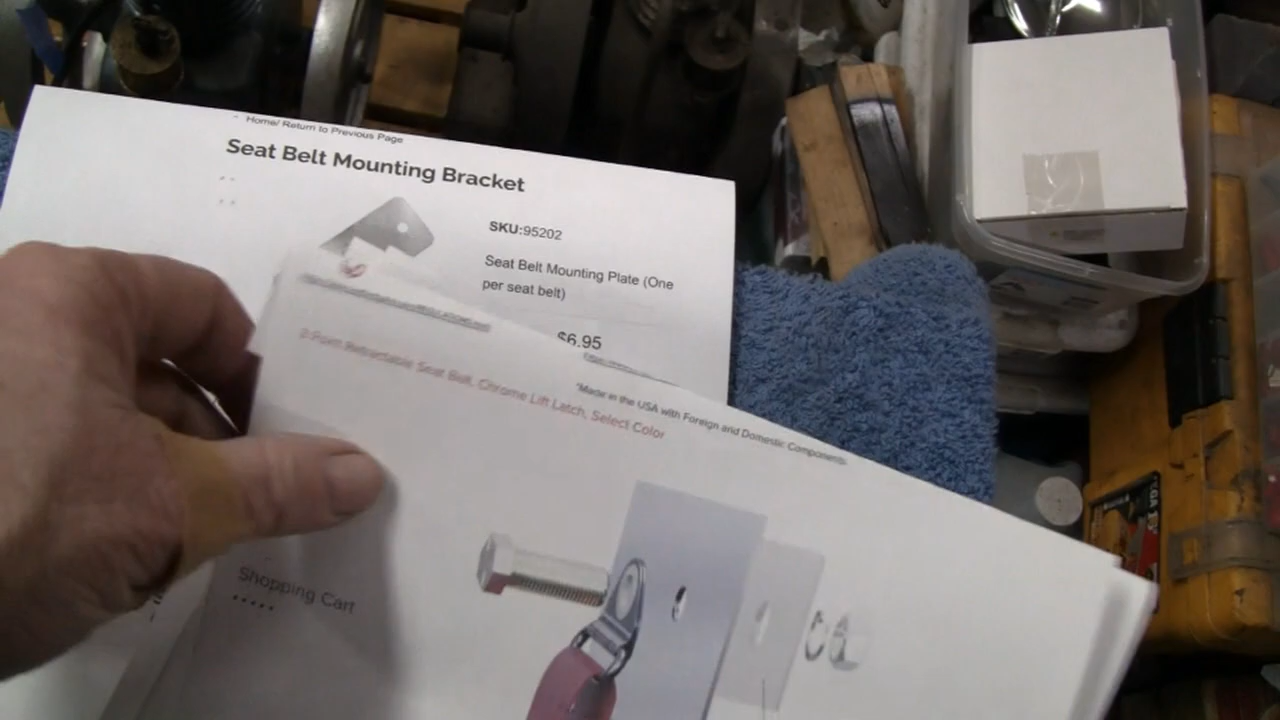 Home/ Return to Previous Page
Seat Belt Mounting Bracket
SKU:95202
Seat Belt Mounting Plate (One
per seat belt)
$6.95
*Made in the USA with Foreign and Domestic Components.
2-Point Retractable Seat Belt, Chrome Lift Latch, Select Color
Shopping Cart